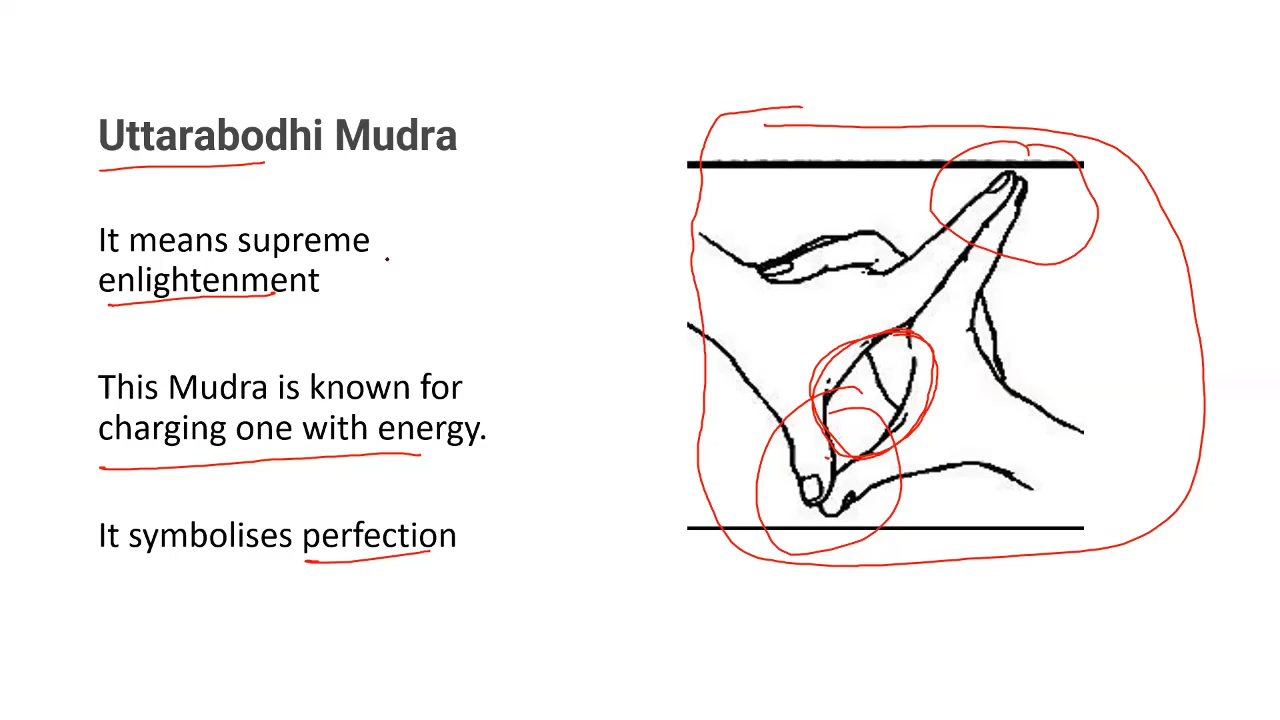 Uttarabodhi Mudra
It means supreme
enlightenment
This Mudra is known for
charging one with energy.
It symbolises perfection